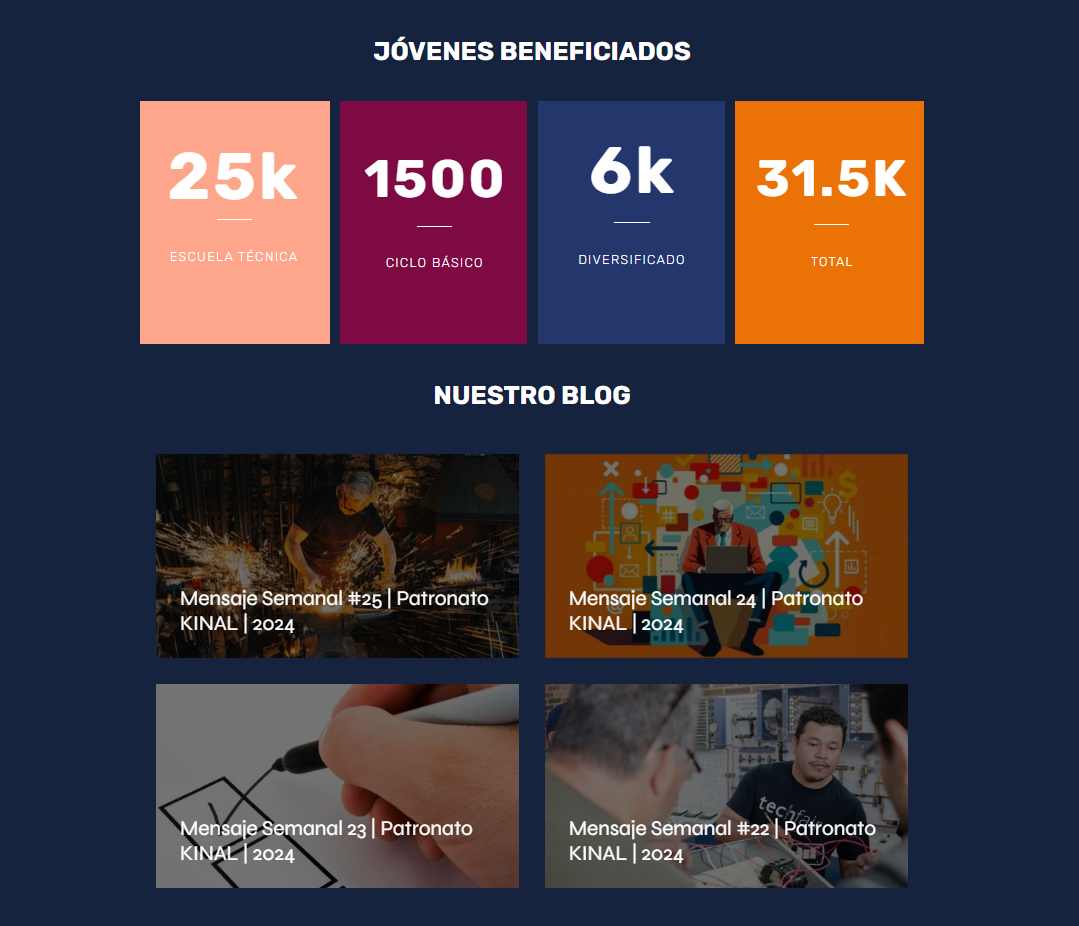 JÓVENES BENEFICIADOS
25k
ESCUELA TÉCNICA
1500
CICLO BÁSICO
6k
DIVERSIFICADO
31.5K
TOTAL
NUESTRO BLOG
Mensaje Semanal #25 | Patronato
KINAL | 2024
Mensaje Semanal 24 | Patronato
KINAL | 2024
Mensaje Semanal 23 | Patronato
KINAL | 2024
techfair
Mensaje Semanal #22 | Patronato
KINAL | 2024